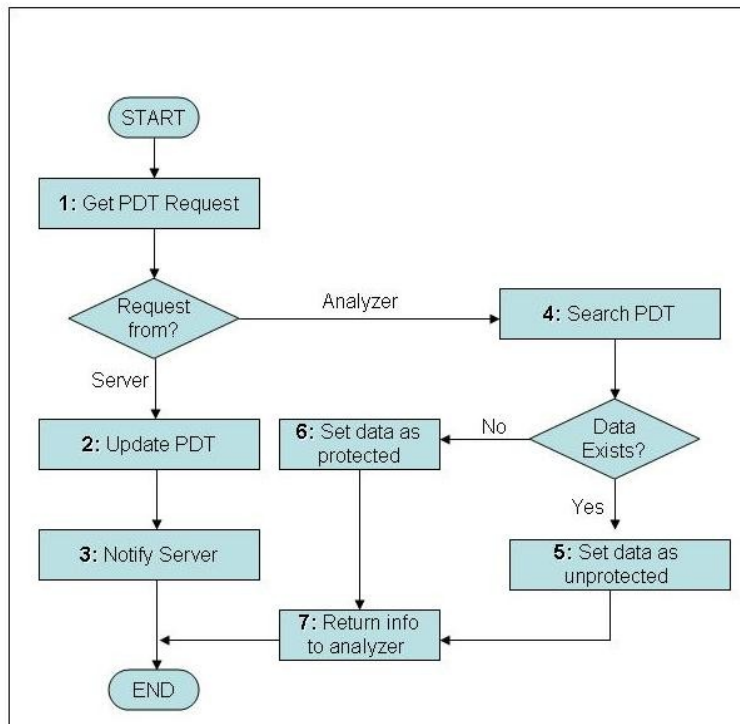 START
1: Get PDT Request
Request
from?
Analyzer
4: Search PDT
Server
2: Update PDT
6: Set data as
protected
No
Data
Exists?
Yes
3: Notify Server
5: Set data as
unprotected
7: Return info
to analyzer
END